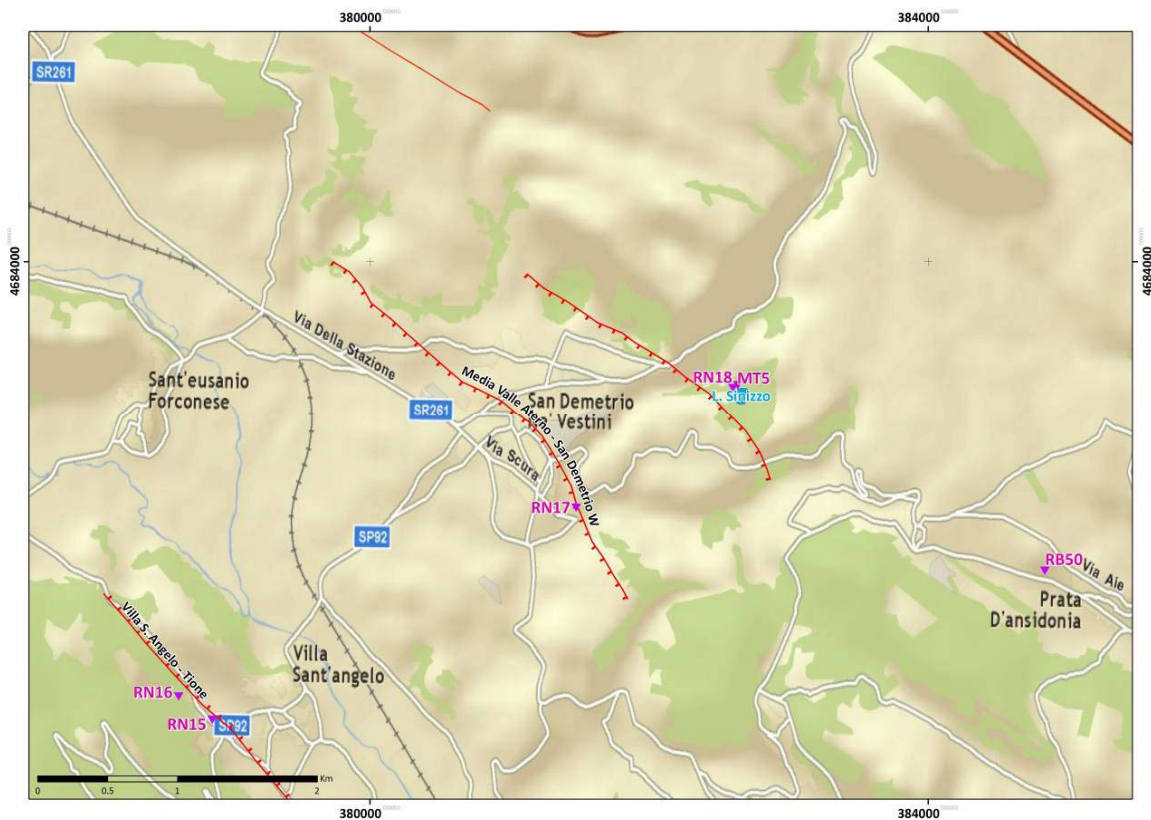 380000
384000
SR261
4684000
4684000
Via Della Stazione
Sant'eusanio
Forconese
Media Valle Aterno - San Demetrio W
RN18
MT5
L. Sinizzo
San Demetrio
Ne' Vestini
SR261
Via Scura
RN17
SP92
RB50
Via Aie
Prata
D'ansidonia
Villa S. Angelo - Tione
Villa
Sant'angelo
RN16
RN15
SP92
Km
0 0.5 1 2
380000
384000